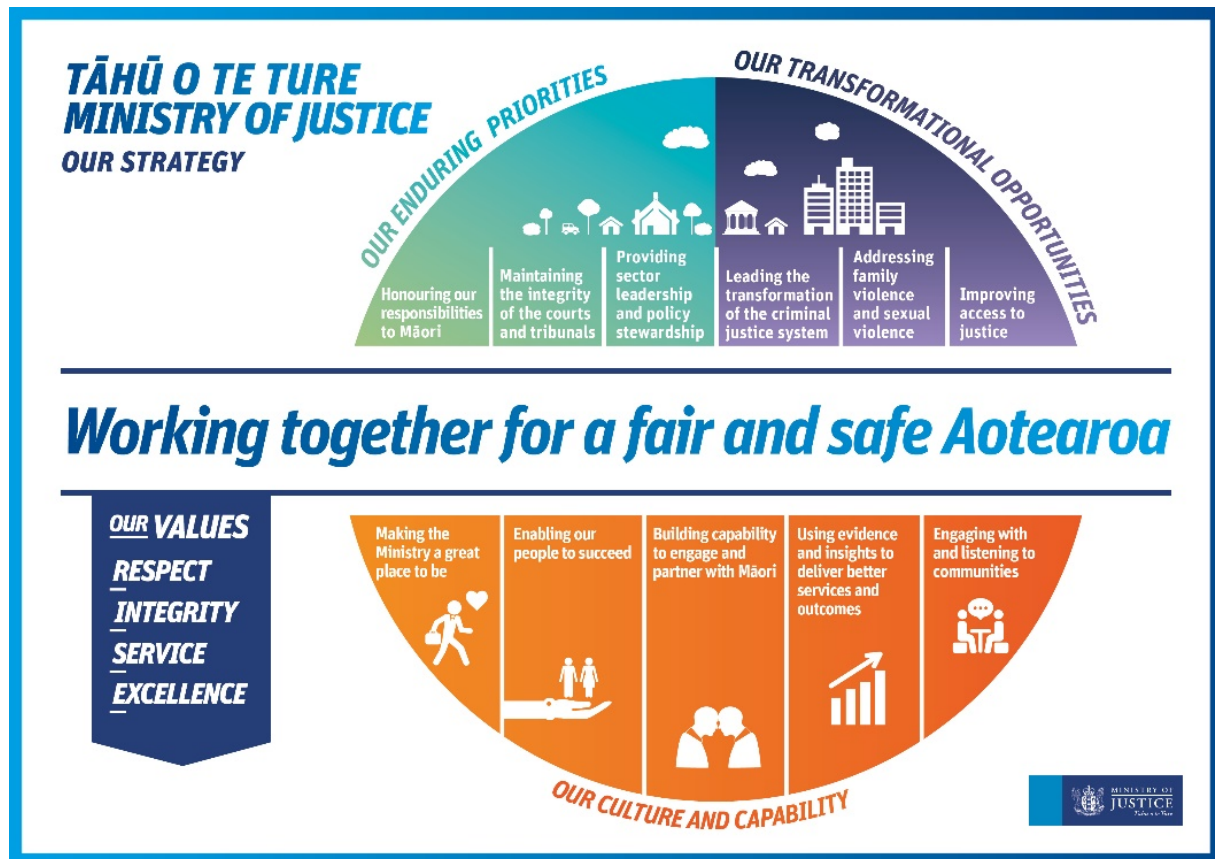 TĀHŪ O TE TURE
MINISTRY OF JUSTICE
OUR STRATEGY
OUR ENDURING PRIORITIES
OUR TRANSFORMATIONAL OPPORTUNITIES
Honouring our
responsibilities
to Māori
Maintaining
the integrity
of the courts
and tribunals
Providing
sector
leadership
and policy
stewardship
Leading the
transformation
of the criminal
justice system
Addressing
family
violence
and sexual
violence
Improving
access to
justice
Working together for a fair and safe Aotearoa
OUR VALUES
RESPECT
INTEGRITY
SERVICE
EXCELLENCE
Making the
Ministry a great
place to be
Enabling our
people to succeed
Building capability
to engage and
partner with Māori
Using evidence
and insights to
deliver better
services and
outcomes
Engaging with
and listening to
communities
OUR CULTURE AND CAPABILITY
MINISTRY OF
JUSTICE